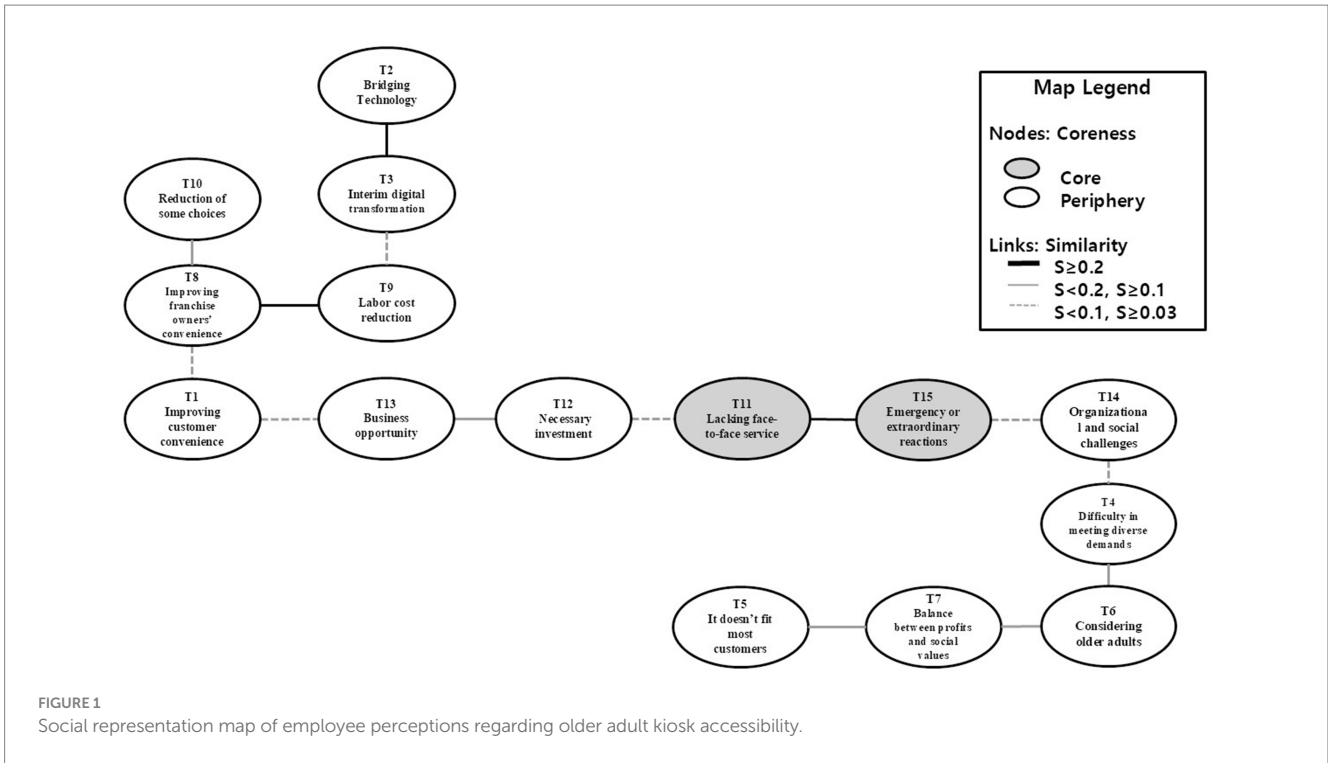 T2
Bridging
Technology
T10
Reduction of
some choices
T3
Interim digital
transformation
T8
Improving
franchise
owners'
convenience
T9
Labor cost
reduction
T1
Improving
customer
convenience
T13
Business
opportunity
T12
Necessary
investment
T11
Lacking face-
to-face service
T15
Emergency or
extraordinary
reactions
T14
Organizationa
l and social
challenges
T4
Difficulty in
meeting diverse
demands
T5
It doesn't fit
most
customers
T7
Balance
between profits
and social
values
T6
Considering
older adults
Map Legend
Nodes: Coreness
Core
Periphery
Links: Similarity
S≥0.2
S<0.2, S≥0.1
S<0.1, S≥0.03
FIGURE 1
Social representation map of employee perceptions regarding older adult kiosk accessibility.